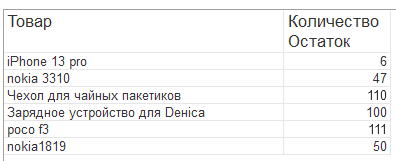 Товар Количество
Остаток
iPhone 13 pro 6
nokia 3310 47
Чехол для чайных пакетиков 110
Зарядное устройство для Deнica 100
poco f3 111
nokia1819 50